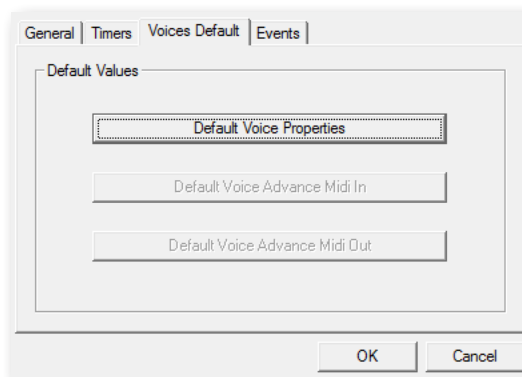 General Timers Voices Default Events
Default Values
Default Voice Properties
Default Voice Advance Midi In
Default Voice Advance Midi Out
OK Cancel